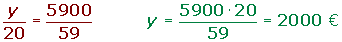 y/20 = 5900/59    y = 5900·20/59 = 2000 €